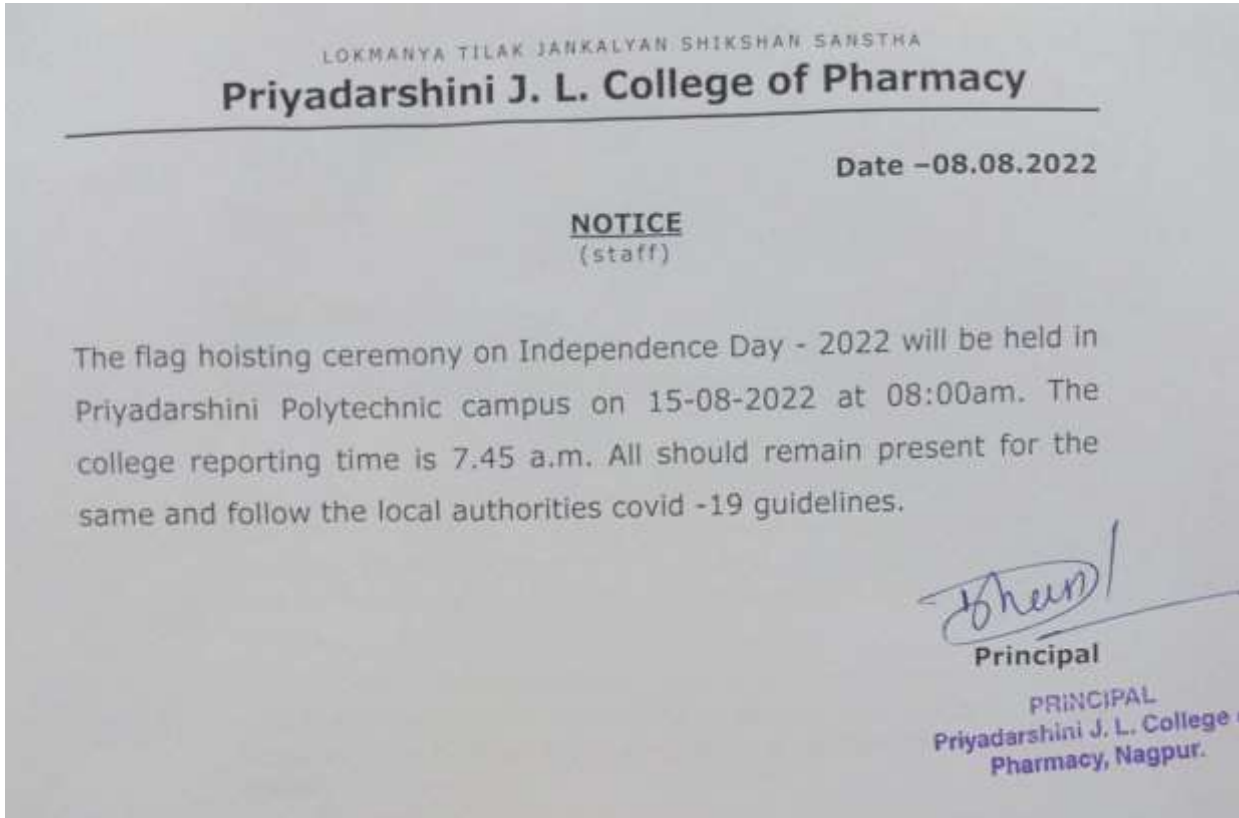 LOKMANYA TILAK JANKALYAN SHIKSHAN SANSTHA
Priyadarshini J. L. College of Pharmacy
Date –08.08.2022
NOTICE
(staff)
The flag hoisting ceremony on Independence Day - 2022 will be held in
Priyadarshini Polytechnic campus on 15-08-2022 at 08:00am. The
college reporting time is 7.45 a.m. All should remain present for the
same and follow the local authorities covid -19 guidelines.
Principal
PRINCIPAL
Priyadarshini J. L. College
Pharmacy, Nagpur.